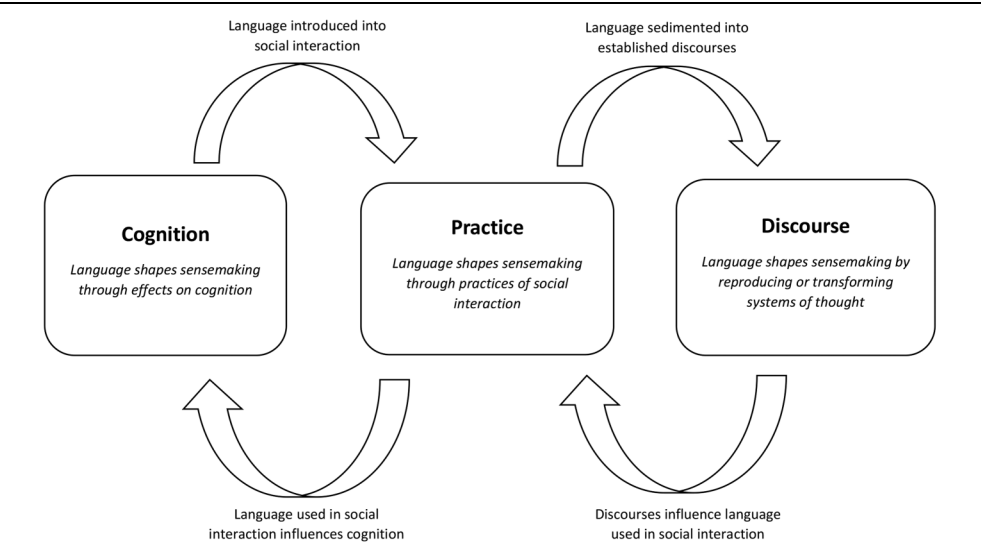 Language introduced into
social interaction
Language sedimented into
established discourses
Cognition
Language shapes sensemaking
through effects on cognition
Practice
Language shapes sensemaking
through practices of social
interaction
Discourse
Language shapes sensemaking by
reproducing or transforming
systems of thought
Language used in social
interaction influences cognition
Discourses influence language
used in social interaction